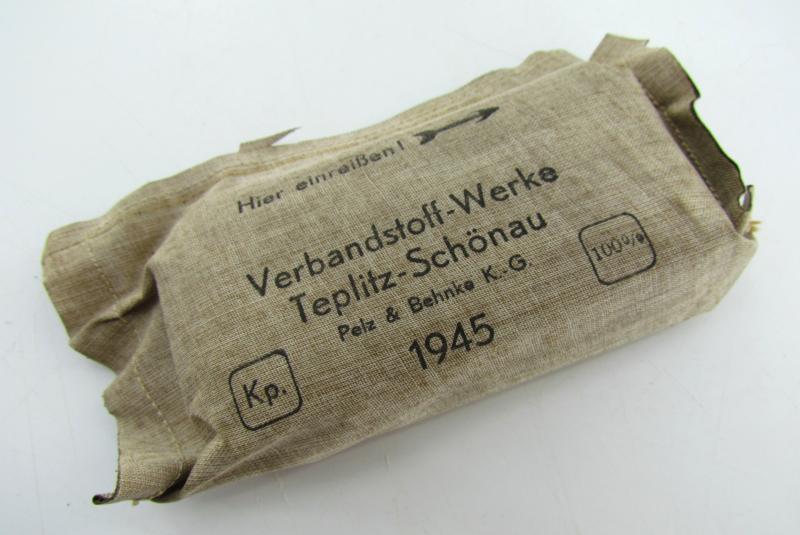 Hier einreißen!
Verbandstoff-Werke
Teplitz-Schönau
Pelz & Behnke K.-G.
1945
Kp.
100%